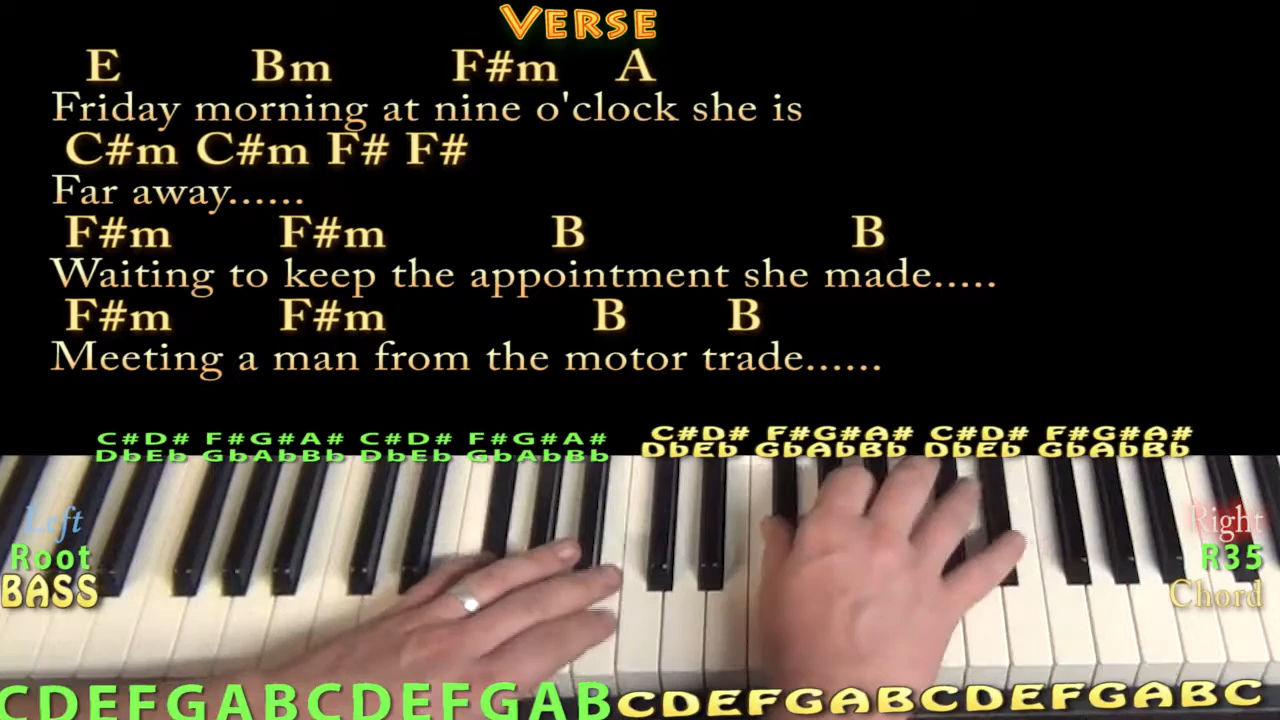 VERSE
E Bm F#m A
Friday morning at nine o'clock she is
C#m C#m F# F#
Far away......
F#m F#m B B
Waiting to keep the appointment she made.....
F#m F#m B B
Meeting a man from the motor trade......
C#D# F#G#A# C#D# F#G#A# C#D# F#G#A# C#D# F#G#A#
DbEb GbAbBb DbEb GbAbBb DbEb GbAbBb DbEb GbAbBb
Left Right
Root R35
BASS Chord
CDEFGABCDEFGAB CDEFGABCDEFGABC